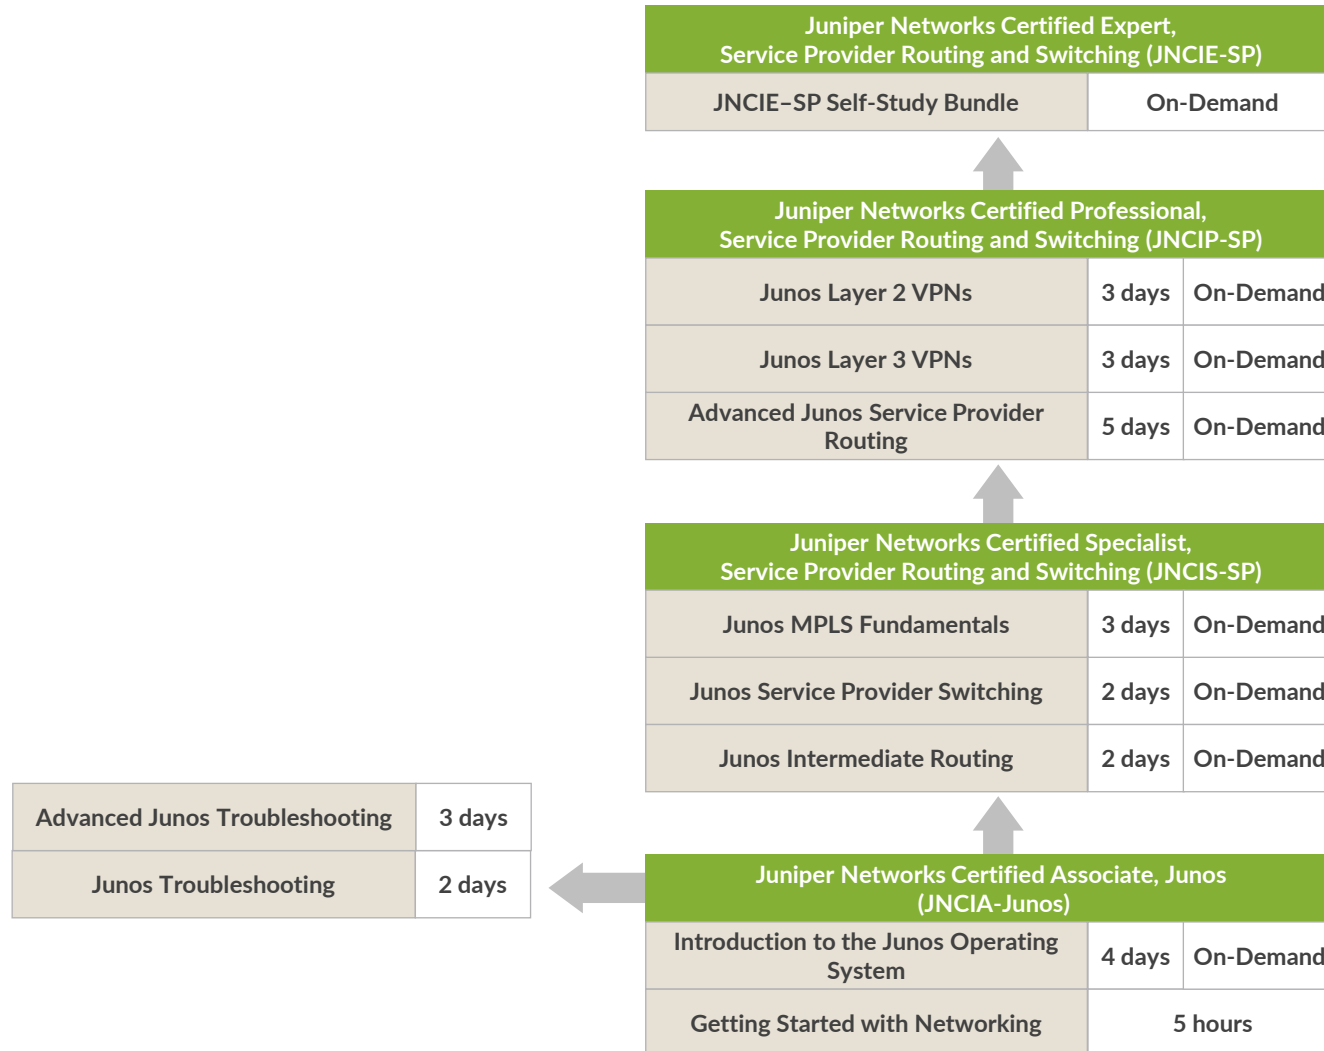 Juniper Networks Certified Expert,
Service Provider Routing and Switching (JNCIE-SP)
JNCIE–SP Self-Study Bundle On-Demand
Juniper Networks Certified Professional,
Service Provider Routing and Switching (JNCIP-SP)
Junos Layer 2 VPNs 3 days On-Demand
Junos Layer 3 VPNs 3 days On-Demand
Advanced Junos Service Provider
Routing 5 days On-Demand
Juniper Networks Certified Specialist,
Service Provider Routing and Switching (JNCIS-SP)
Junos MPLS Fundamentals 3 days On-Demand
Junos Service Provider Switching 2 days On-Demand
Junos Intermediate Routing 2 days On-Demand
Advanced Junos Troubleshooting 3 days
Junos Troubleshooting 2 days
Juniper Networks Certified Associate, Junos
(JNCIA-Junos)
Introduction to the Junos Operating
System 4 days On-Demand
Getting Started with Networking 5 hours